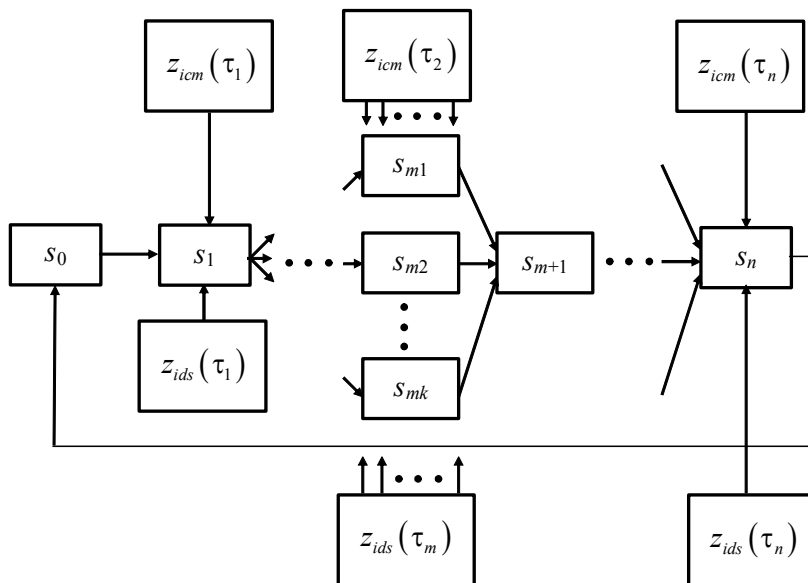 z_icm(τ_1)
z_icm(τ_2)
z_icm(τ_n)
s_m1
s_0
s_1
s_m2
s_m+1
s_n
z_ids(τ_1)
s_mk
z_ids(τ_m)
z_ids(τ_n)